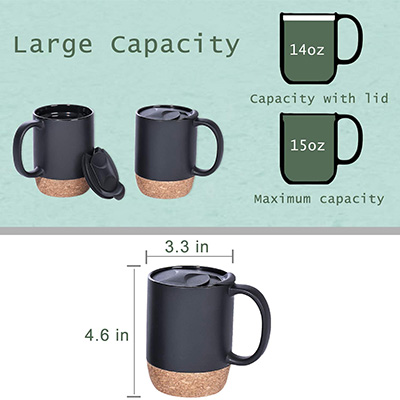 Large Capacity
14oz
Capacity with lid
15oz
Maximum capacity
3.3 in
4.6 in